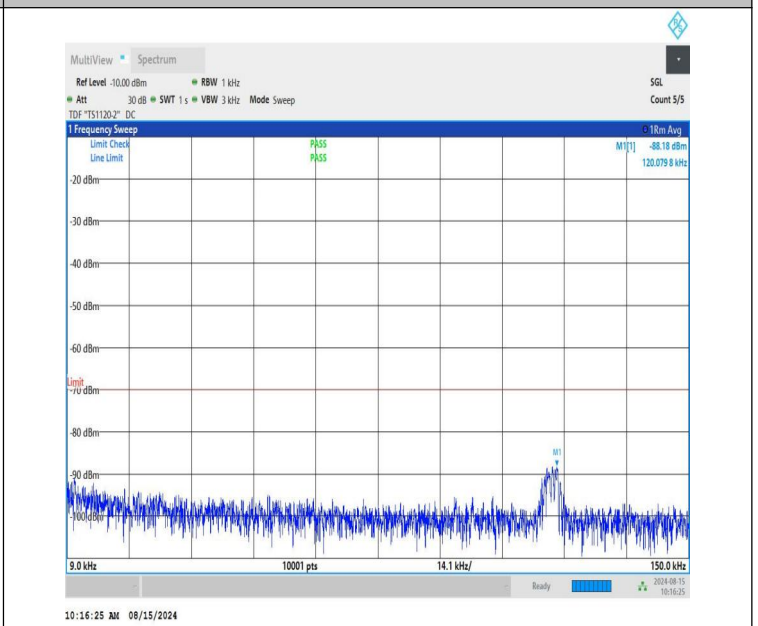 R S
MultiView Spectrum
Ref Level -10.00 dBm RBW 1 kHz SGL
Att 30 dB SWT 1 s VBW 3 kHz Mode Sweep Count 5/5
TDF "TS1120-2" DC
1 Frequency Sweep 1Rm Avg
Limit Check PASS M1[1] -88.18 dBm
Line Limit PASS 120.079 8 kHz
-20 dBm
-30 dBm
-40 dBm
-50 dBm
-60 dBm
Limit
-70 dBm
-80 dBm
M1
-90 dBm
-100 dBm
9.0 kHz 10001 pts 14.1 kHz/ 150.0 kHz
Ready 2024-08-15
10:16:25
10:16:25 AM 08/15/2024